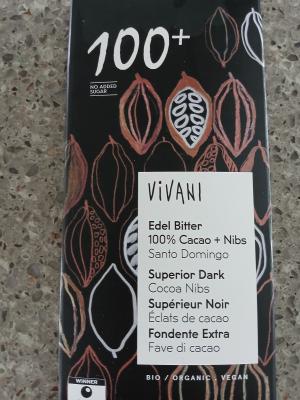 100+
NO ADDED
SUGAR
ViVANI
Edel Bitter
100% Cacao + Nibs
Santo Domingo
Superior Dark
Cocoa Nibs
Supérieur Noir
Éclats de cacao
Fondente Extra
Fave di cacao
WINNER
BIO / ORGANIC . VEGAN